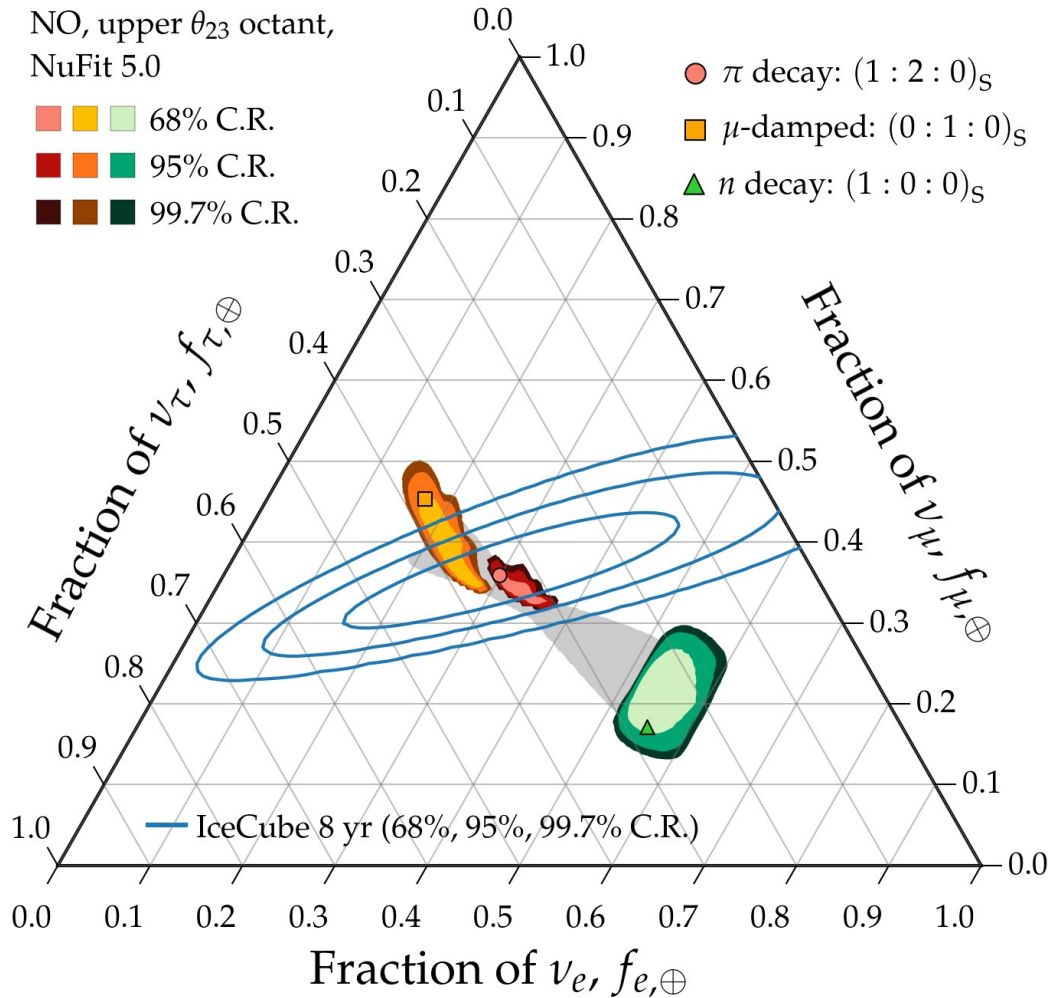 NO, upper θ₂₃ octant,
NuFit 5.0
68% C.R.
95% C.R.
99.7% C.R.
π decay: (1 : 2 : 0)S
μ-damped: (0 : 1 : 0)S
n decay: (1 : 0 : 0)S
Fraction of ντ, fτ,⊕
0.0
0.1
0.2
0.3
0.4
0.5
0.6
0.7
0.8
0.9
1.0
Fraction of νμ, fμ,⊕
1.0
0.9
0.8
0.7
0.6
0.5
0.4
0.3
0.2
0.1
0.0
IceCube 8 yr (68%, 95%, 99.7% C.R.)
0.0 0.1 0.2 0.3 0.4 0.5 0.6 0.7 0.8 0.9 1.0
Fraction of νe, fe,⊕